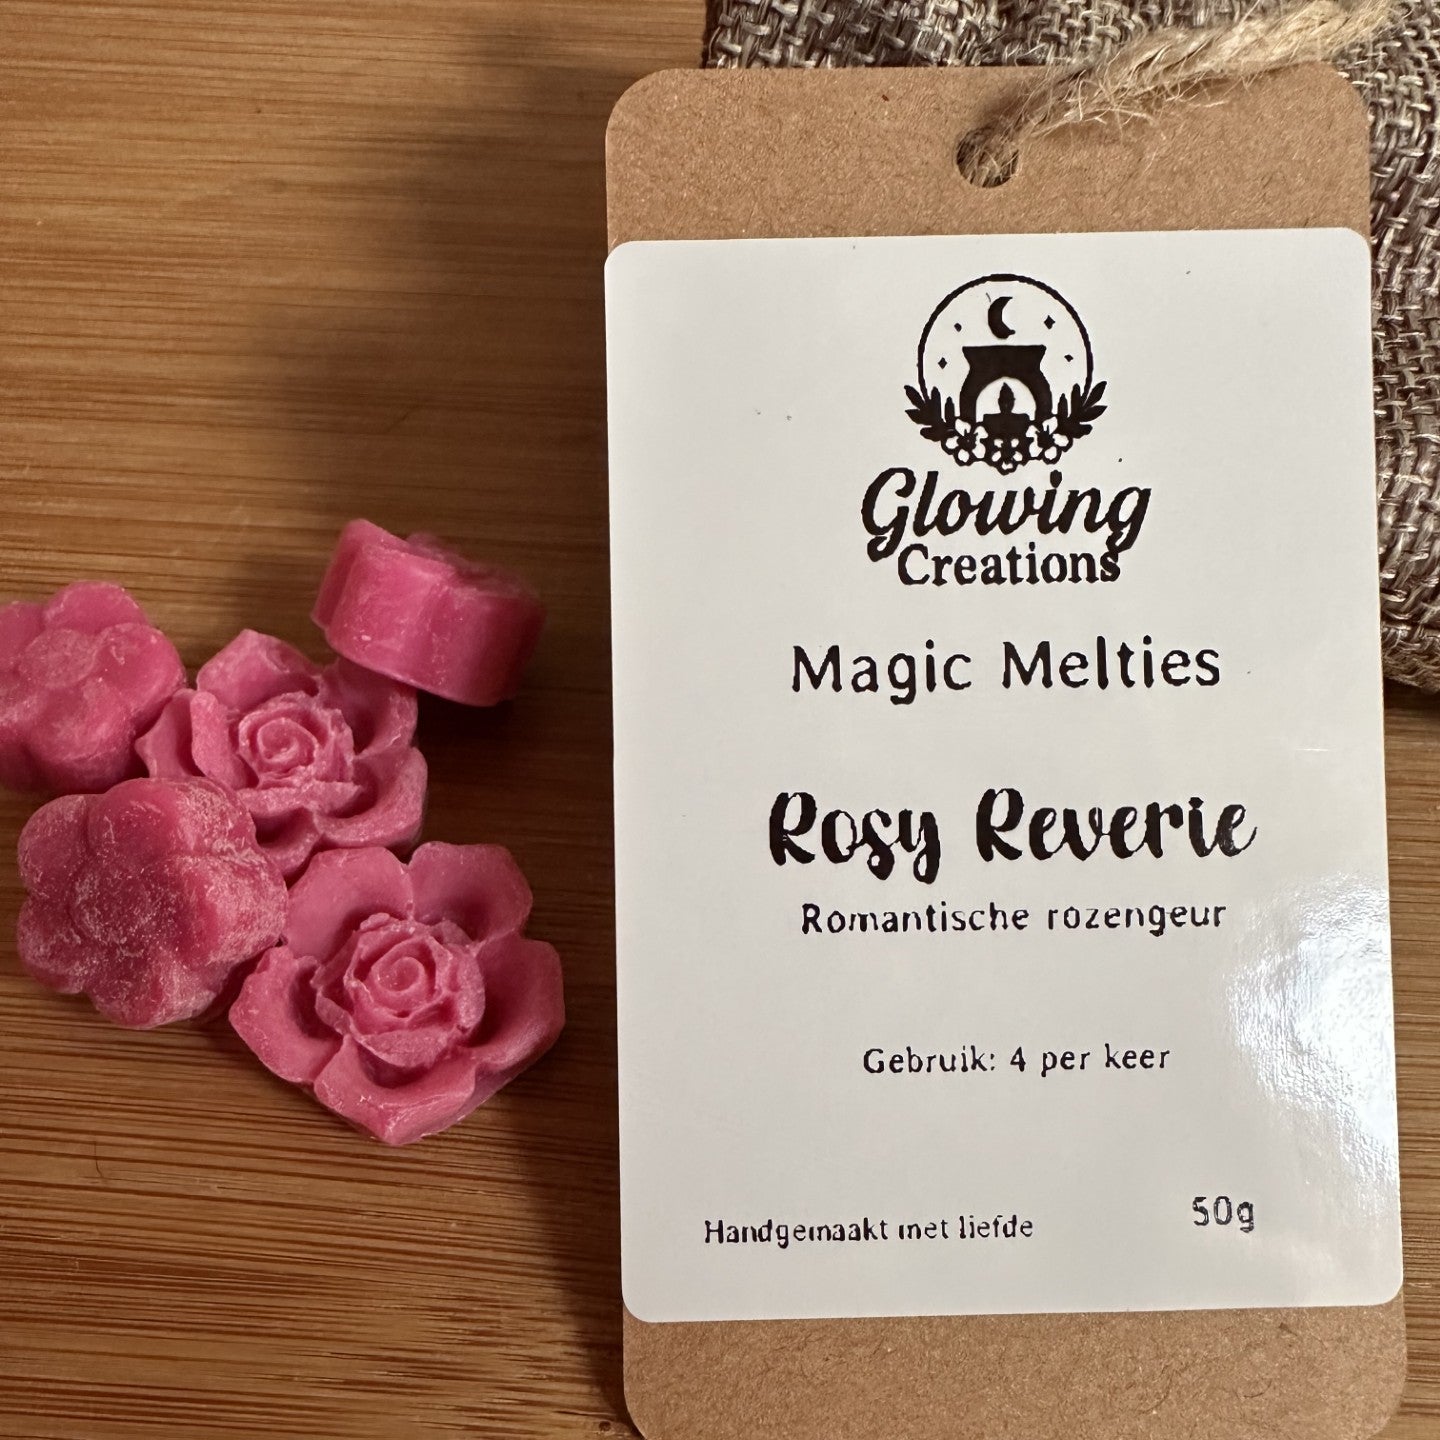 Glowing
Creations
Magic Melties
Rosy Reverie
Romantische rozengeur
Gebruik: 4 per keer
Handgemaakt met liefde
50g